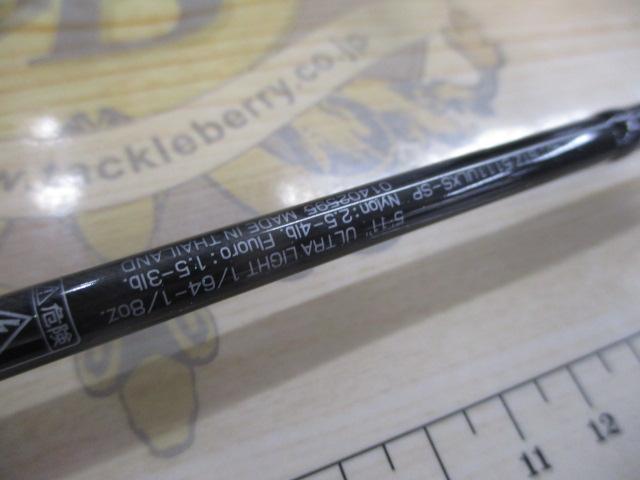 5'11" ULTRA LIGHT 1/64-1/8oz.
Nylon:2.5-4lb. Fluoro:1:5-3lb.
MADE IN THAILAND
危険
www.tackleberry.co.jp
B
11
12